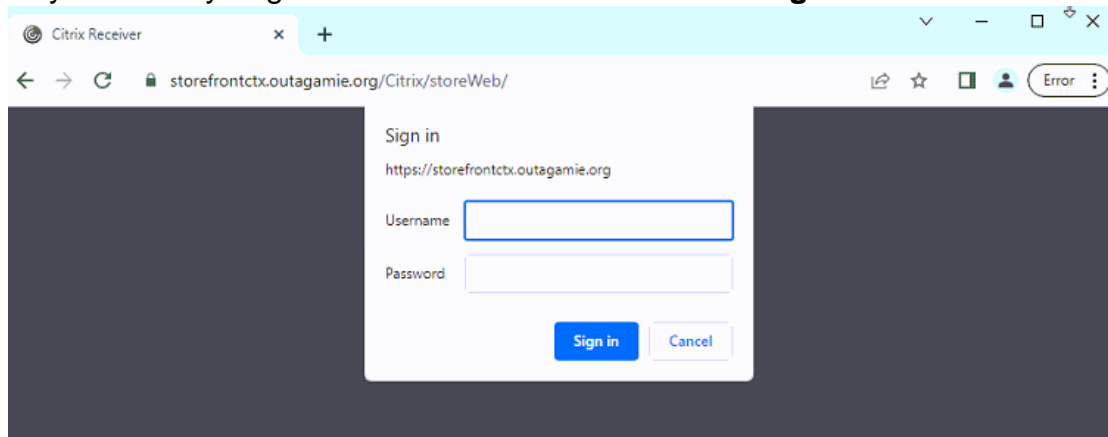 Citrix Receiver
storefrontctx.outagamie.org/Citrix/storeWeb/
Error
Sign in
https://storefrontctx.outagamie.org
Username
Password
Sign in Cancel